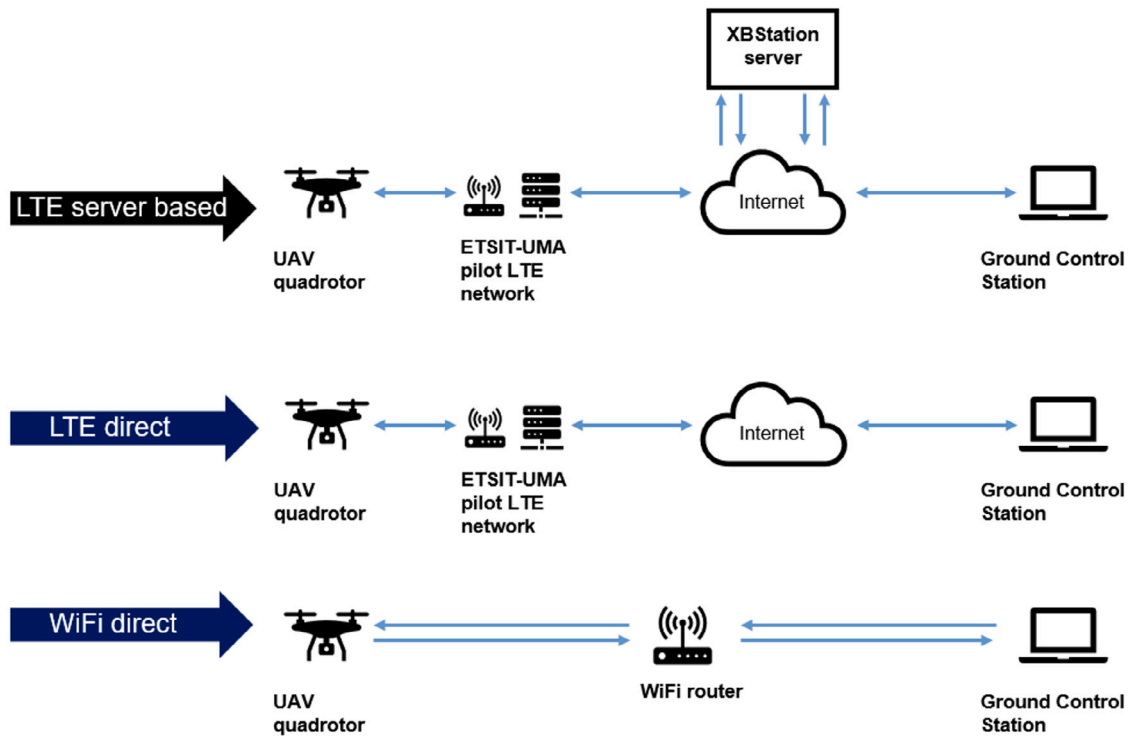 XBStation
server
LTE server based
Internet
UAV
quadrotor
ETSIT-UMA
pilot LTE
network
Ground Control
Station
LTE direct
Internet
UAV
quadrotor
ETSIT-UMA
pilot LTE
network
Ground Control
Station
WiFi direct
UAV
quadrotor
WiFi router
Ground Control
Station